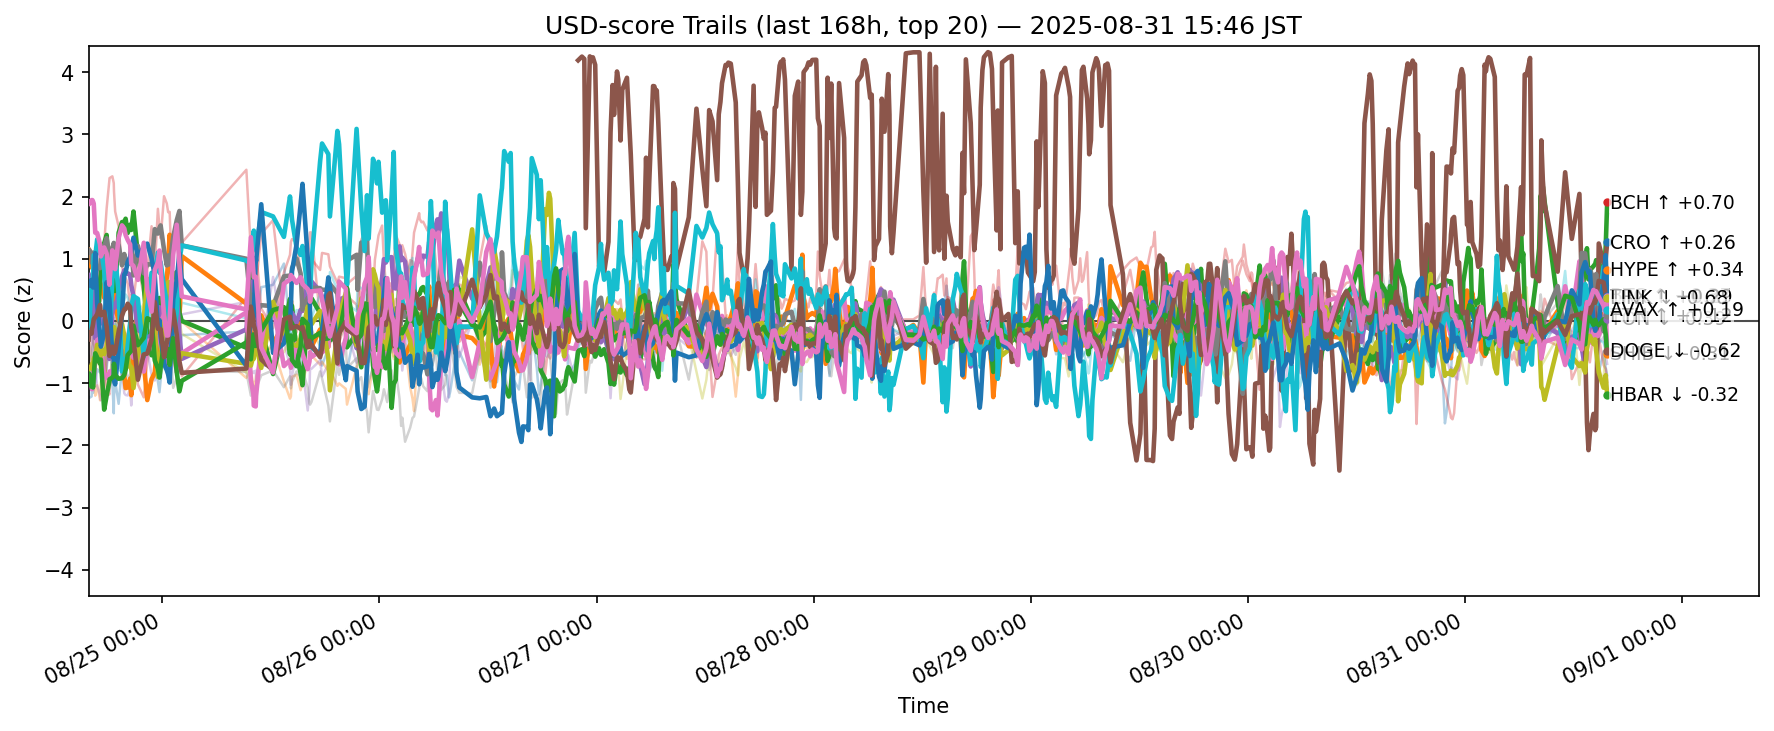 USD-score Trails (last 168h, top 20) — 2025-08-31 15:46 JST
Score (z)
4
3
2
1
0
−1
−2
−3
−4
BCH ↑ +0.70
CRO ↑ +0.26
HYPE ↑ +0.34
LINK ↓ -0.68
AVAX ↑ +0.19
DOGE ↓ -0.62
HBAR ↓ -0.32
08/25 00:00
08/26 00:00
08/27 00:00
08/28 00:00
08/29 00:00
08/30 00:00
08/31 00:00
09/01 00:00
Time